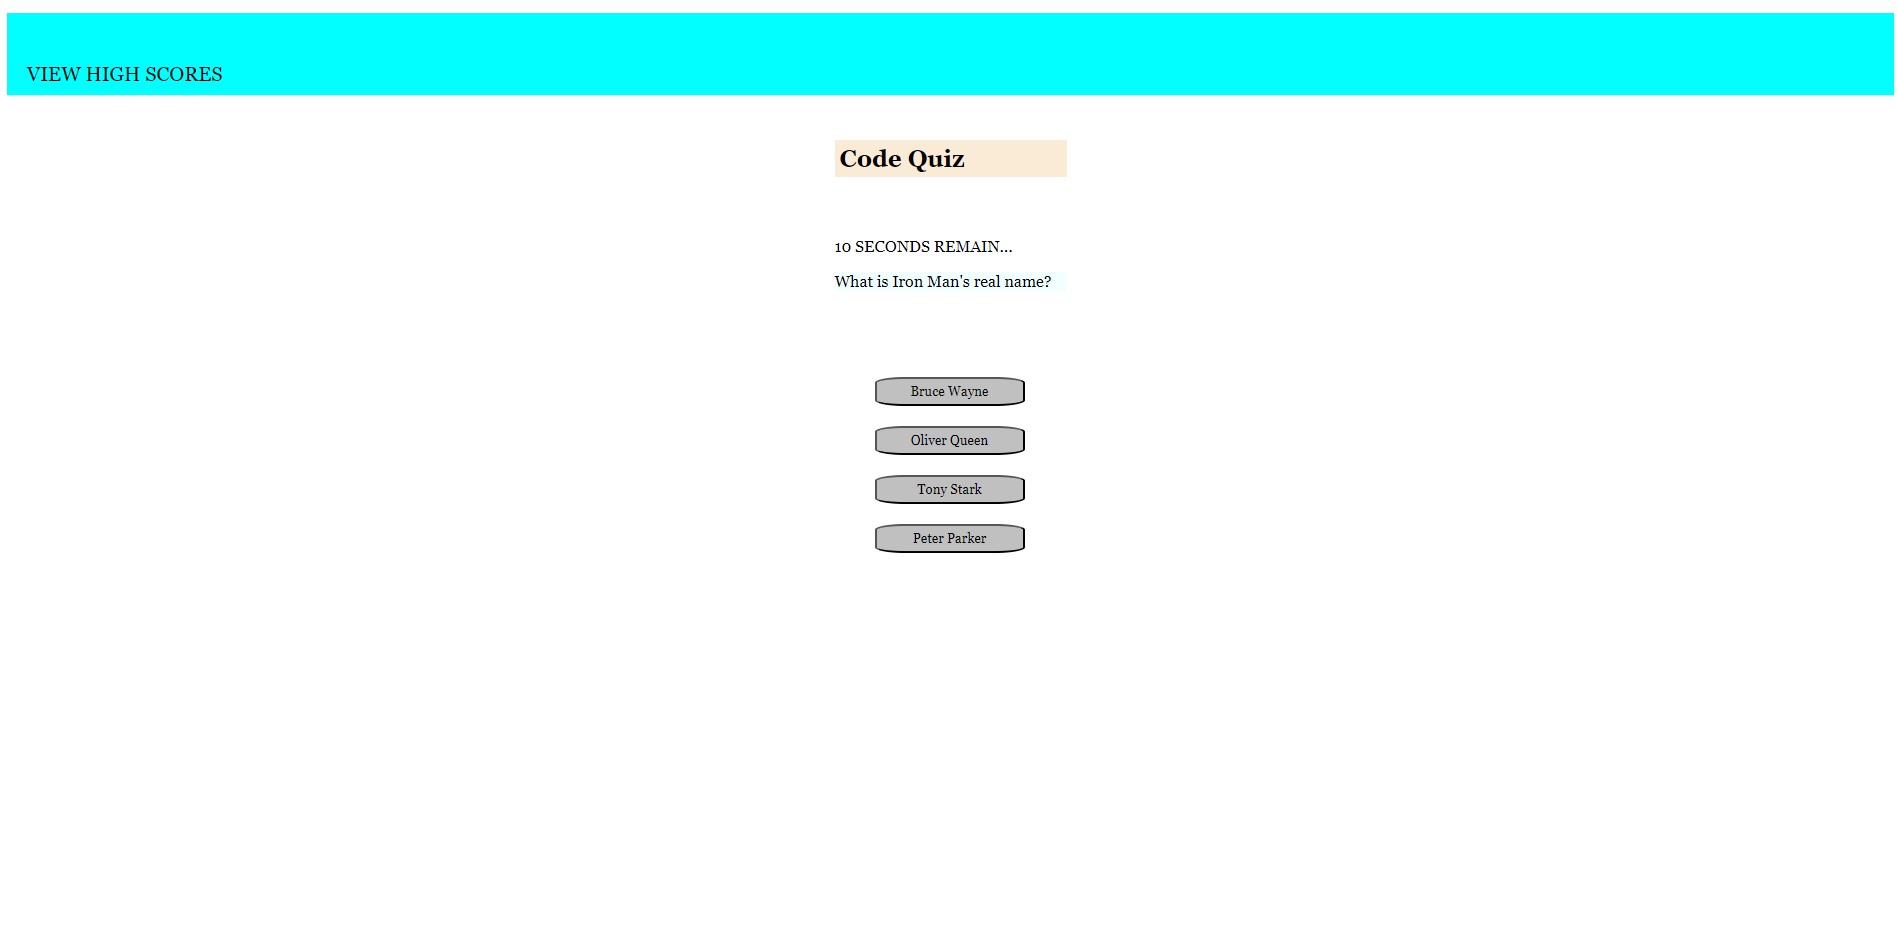 VIEW HIGH SCORES
Code Quiz
10 SECONDS REMAIN...
What is Iron Man's real name?
Bruce Wayne
Oliver Queen
Tony Stark
Peter Parker